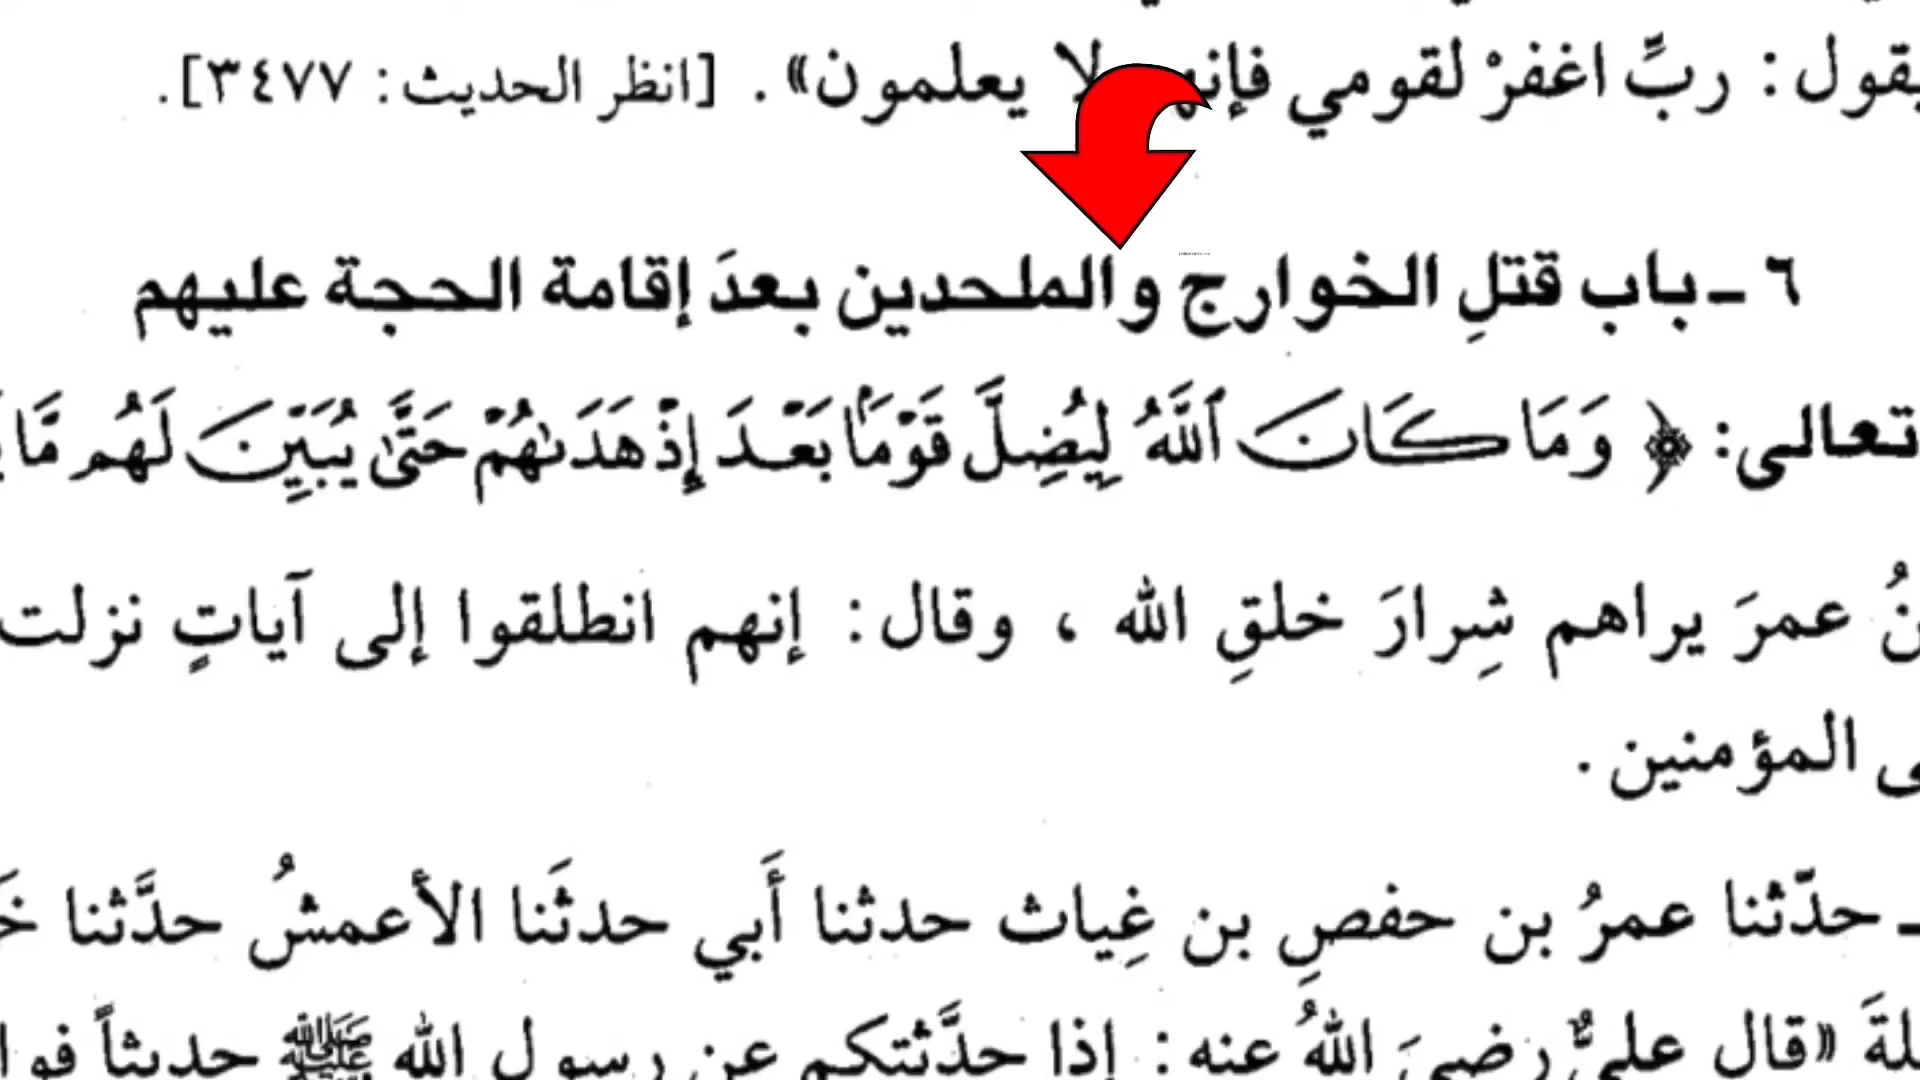 يقول: ربِّ اغفرْ لقومي فإنهم لا يعلمون». [انظر الحديث: ٣٤٧٧].
٦ - باب قتلِ الخوارج والملحدين بعدَ إقامة الحجة عليهم
تعالى: ﴿ وَمَا كَانَ ٱللَّهُ لِيُضِلَّ قَوْمًۢا بَعْدَ إِذْ هَدَىٰهُمْ حَتَّىٰ يُبَيِّنَ لَهُم مَّا
عمرَ يراهم شِرارَ خلقِ الله ، وقال: إنهم انطلقوا إلى آياتٍ نزلت
المؤمنين .
ـ حدّثنا عمرُ بن حفصِ بن غِياث حدثنا أَبي حدثَنا الأعمشُ حدَّثنا
«قال عليٌّ رضيَ اللهُ عنه: إذا حدَّثتكم عن رسول الله ﷺ حديثاً